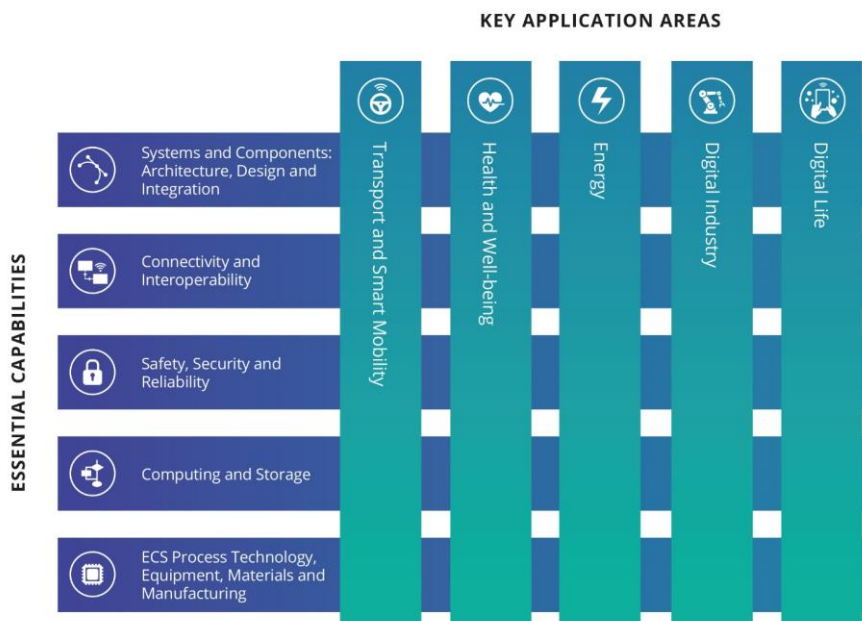 KEY APPLICATION AREAS
Transport and Smart Mobility
Health and Well-being
Energy
Digital Industry
Digital Life
ESSENTIAL CAPABILITIES
Systems and Components:
Architecture, Design and
Integration
Connectivity and
Interoperability
Safety, Security and
Reliability
Computing and Storage
ECS Process Technology,
Equipment, Materials and
Manufacturing